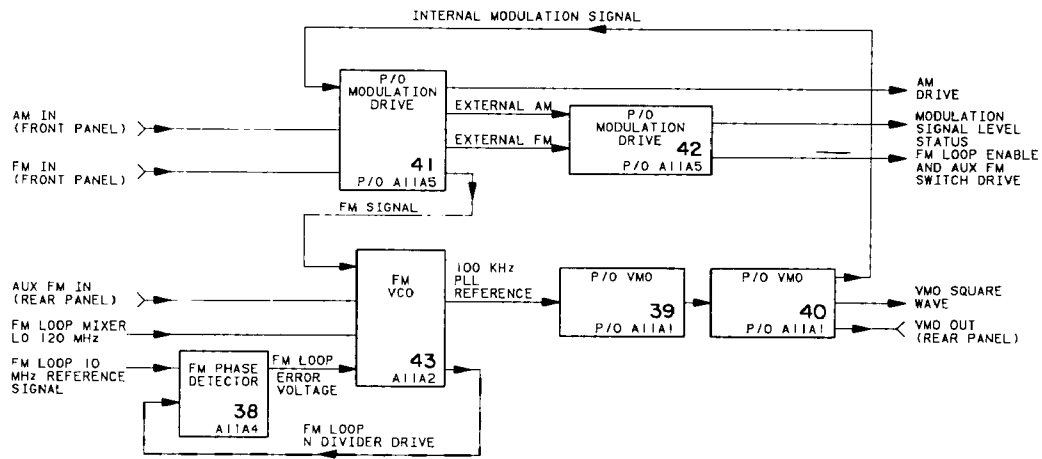 INTERNAL MODULATION SIGNAL
P/O
MODULATION
DRIVE
41
P/O A11A5
AM IN
(FRONT PANEL)
FM IN
(FRONT PANEL)
EXTERNAL AM
EXTERNAL FM
P/O
MODULATION
DRIVE
42
P/O A11A5
AM
DRIVE
MODULATION
SIGNAL LEVEL
STATUS
FM LOOP ENABLE
AND AUX FM
SWITCH DRIVE
FM SIGNAL
AUX FM IN
(REAR PANEL)
FM LOOP MIXER
LO 120 MHz
FM LOOP 10
MHz REFERENCE
SIGNAL
FM PHASE
DETECTOR
38
A11A4
FM LOOP
ERROR
VOLTAGE
FM
VCO
43
A11A2
FM LOOP
N DIVIDER DRIVE
100 KHz
PLL
REFERENCE
P/O VMO
39
P/O A11A1
P/O VMO
40
P/O A11A1
VMO SQUARE
WAVE
VMO OUT
(REAR PANEL)